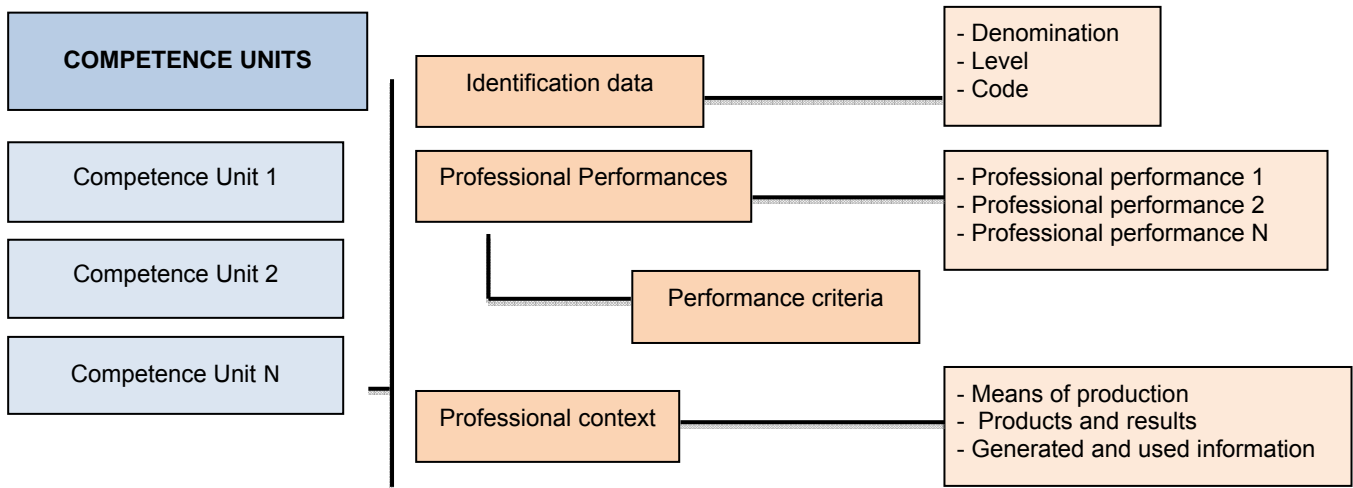 COMPETENCE UNITS
Competence Unit 1
Competence Unit 2
Competence Unit N
Identification data
- Denomination
- Level
- Code
Professional Performances
- Professional performance 1
- Professional performance 2
- Professional performance N
Performance criteria
Professional context
- Means of production
- Products and results
- Generated and used information